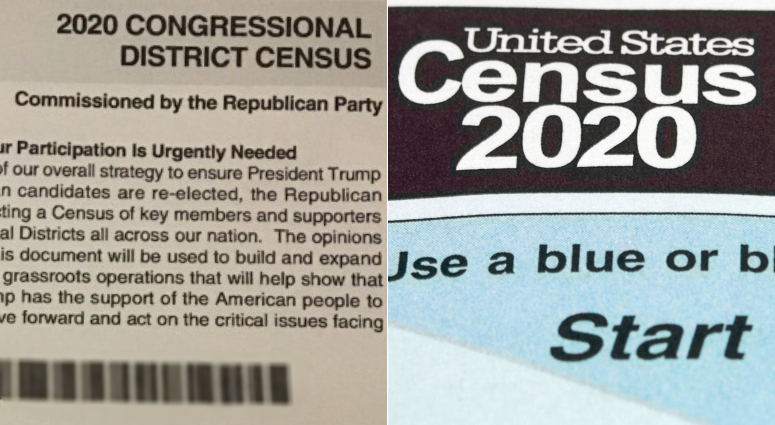 2020 CONGRESSIONAL
DISTRICT CENSUS
Commissioned by the Republican Party
ur Participation Is Urgently Needed
of our overall strategy to ensure President Trump
n candidates are re-elected, the Republican
cting a Census of key members and supporters
al Districts all across our nation. The opinions
is document will be used to build and expand
grassroots operations that will help show that
mp has the support of the American people to
ve forward and act on the critical issues facing
United States
Census
2020
Use a blue or bl
Start